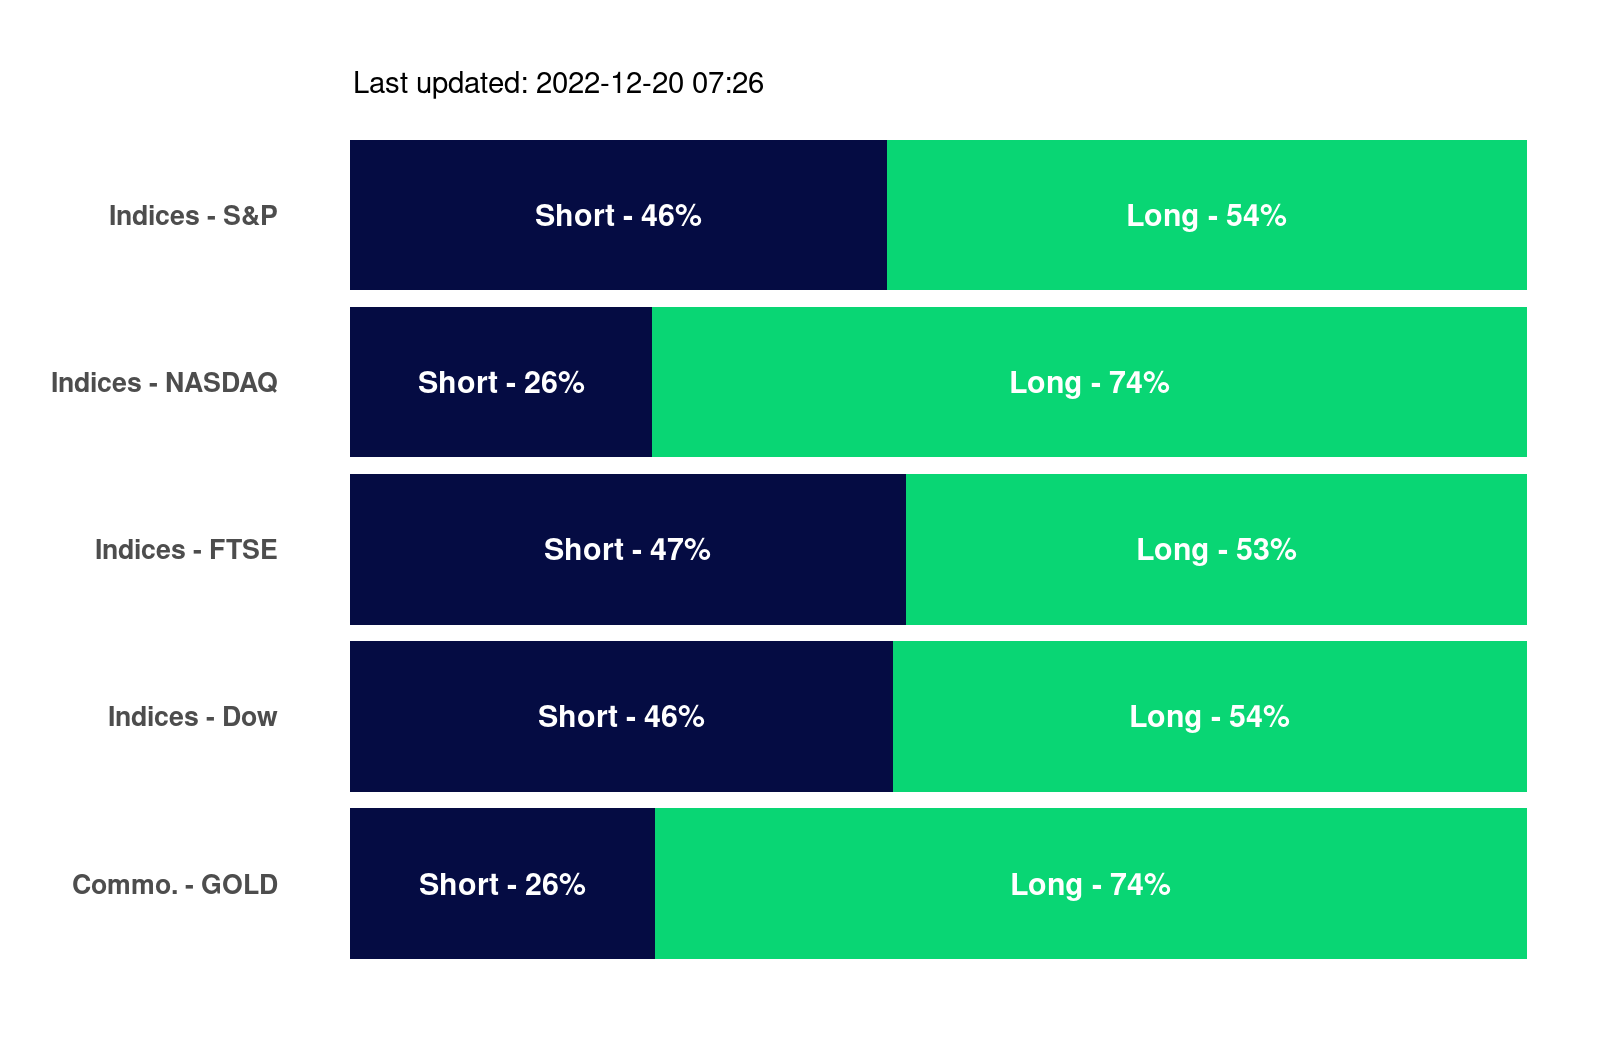 Last updated: 2022-12-20 07:26
Indices - S&P Short - 46% Long - 54%
Indices - NASDAQ Short - 26% Long - 74%
Indices - FTSE Short - 47% Long - 53%
Indices - Dow Short - 46% Long - 54%
Commo. - GOLD Short - 26% Long - 74%